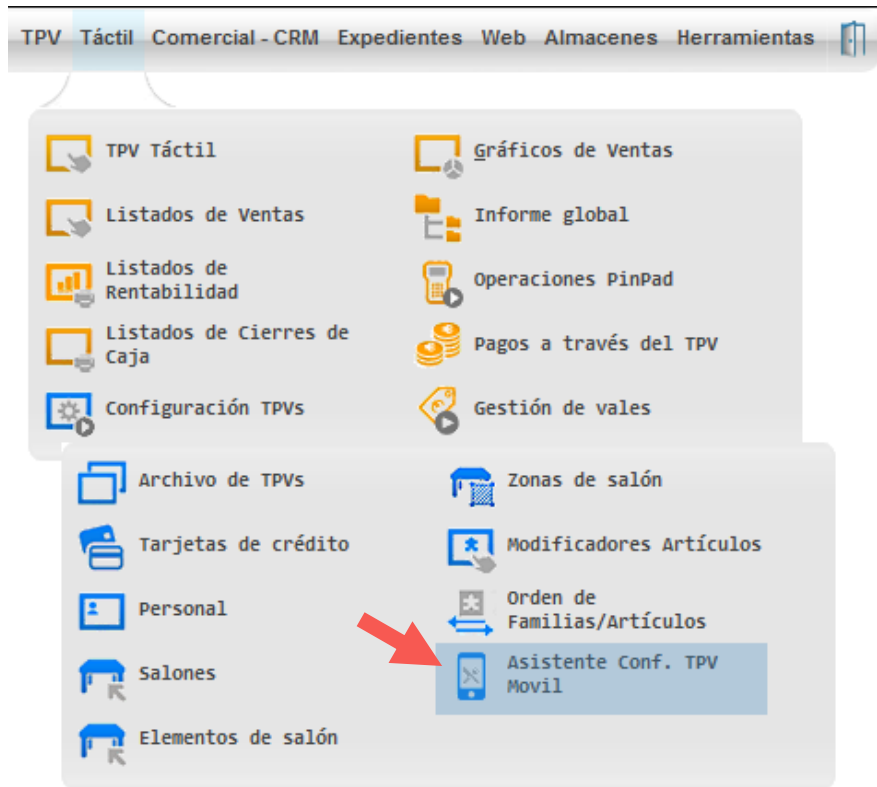 TPV Táctil Comercial - CRM Expedientes Web Almacenes Herramientas
TPV Táctil
Gráficos de Ventas
Listados de Ventas
Informe global
Listados de
Rentabilidad
Operaciones PinPad
Listados de Cierres de
Caja
Pagos a través del TPV
Configuración TPVs
Gestión de vales
Archivo de TPVs
Zonas de salón
Tarjetas de crédito
Modificadores Artículos
Personal
Orden de
Familias/Artículos
Salones
Asistente Conf. TPV
Movil
Elementos de salón